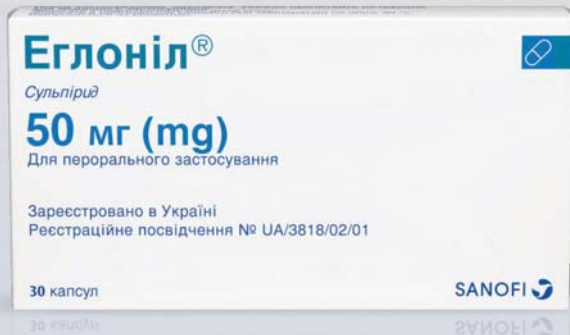 Еглоніл®
Сульпірид
50 мг (mg)
Для перорального застосування
Зареєстровано в Україні
Реєстраційне посвідчення № UA/3818/02/01
30 капсул
SANOFI